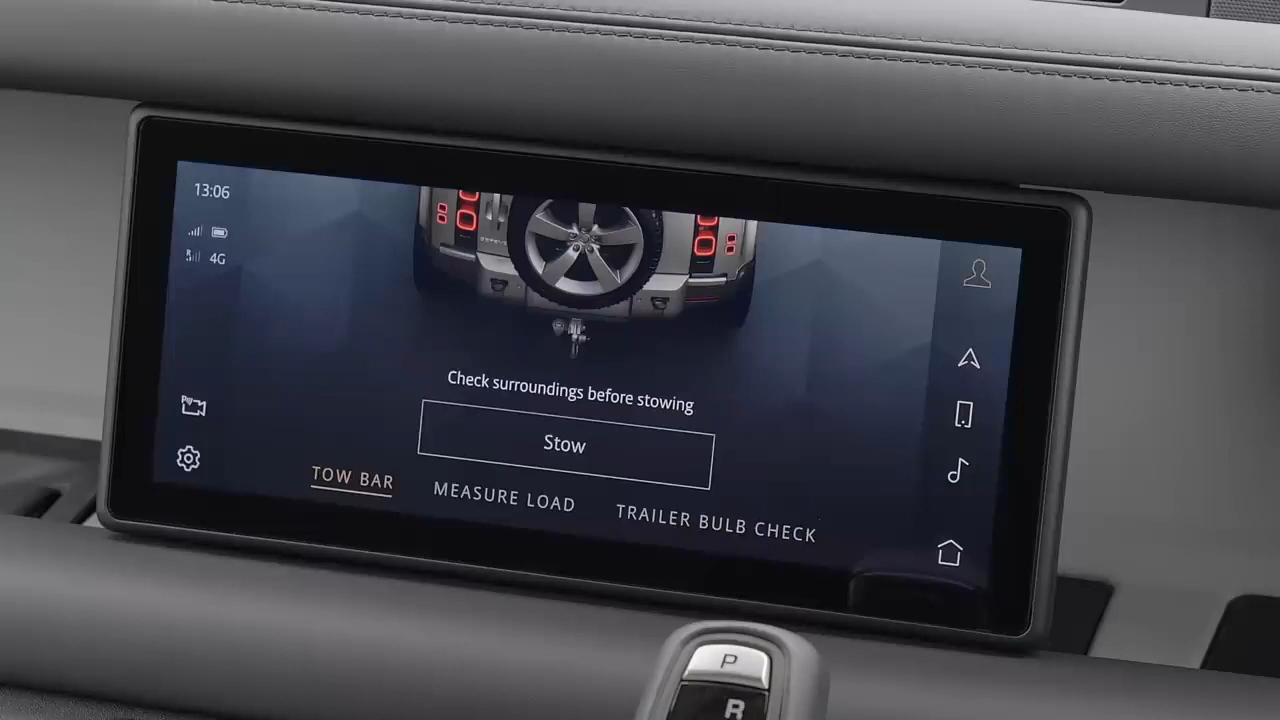 13:06
4G
Check surroundings before stowing
Stow
TOW BAR
MEASURE LOAD
TRAILER BULB CHECK
P
R